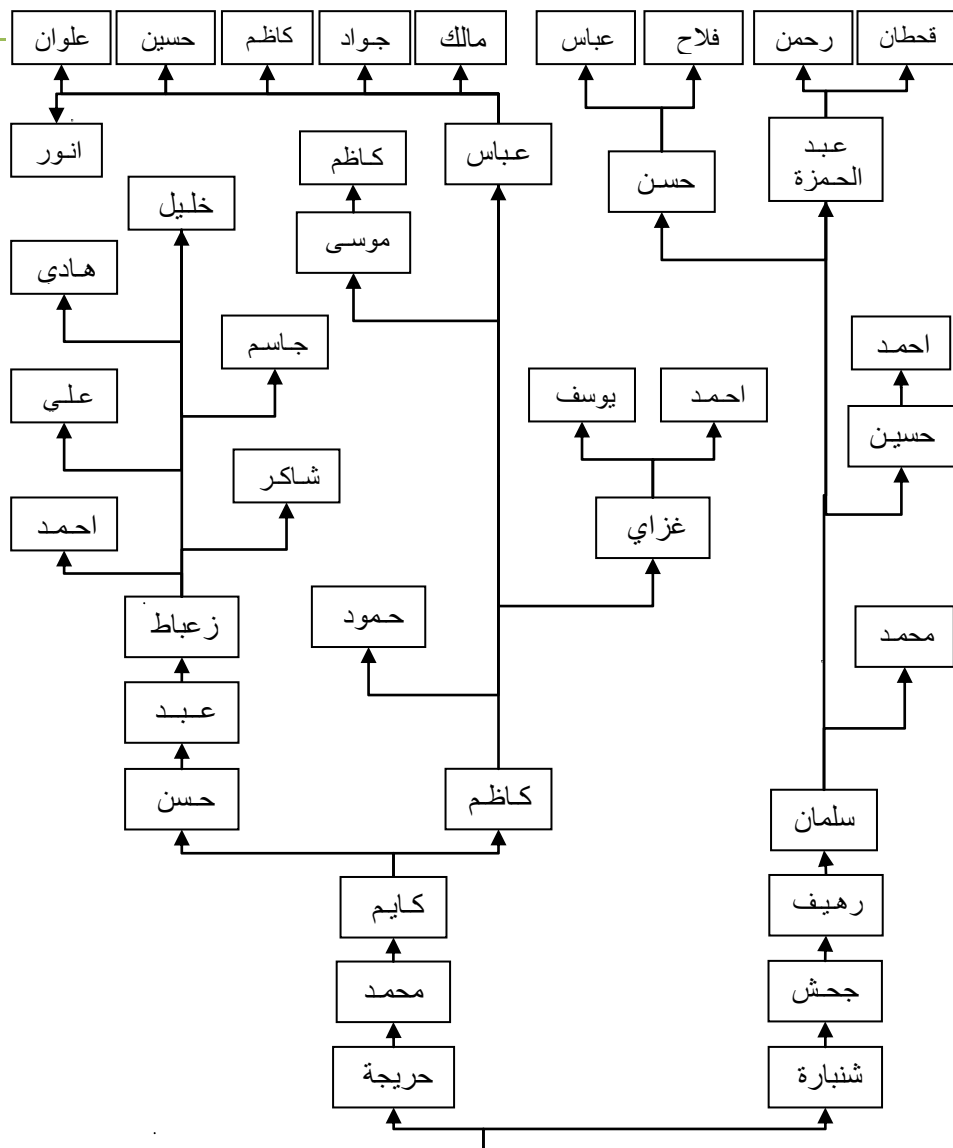 قحطان
رحمن
فلاح
عباس
مالك
جواد
كاظم
حسين
علوان
عبد
الحمزة
حسن
عباس
كاظم
انور
موسى
خليل
هادي
احمد
جاسم
حسين
احمد
يوسف
علي
شاكر
غزاي
احمد
محمد
حمود
زعباط
عبد
سلمان
كاظم
حسن
رهيف
كايم
جحش
محمد
شنبارة
حريجة